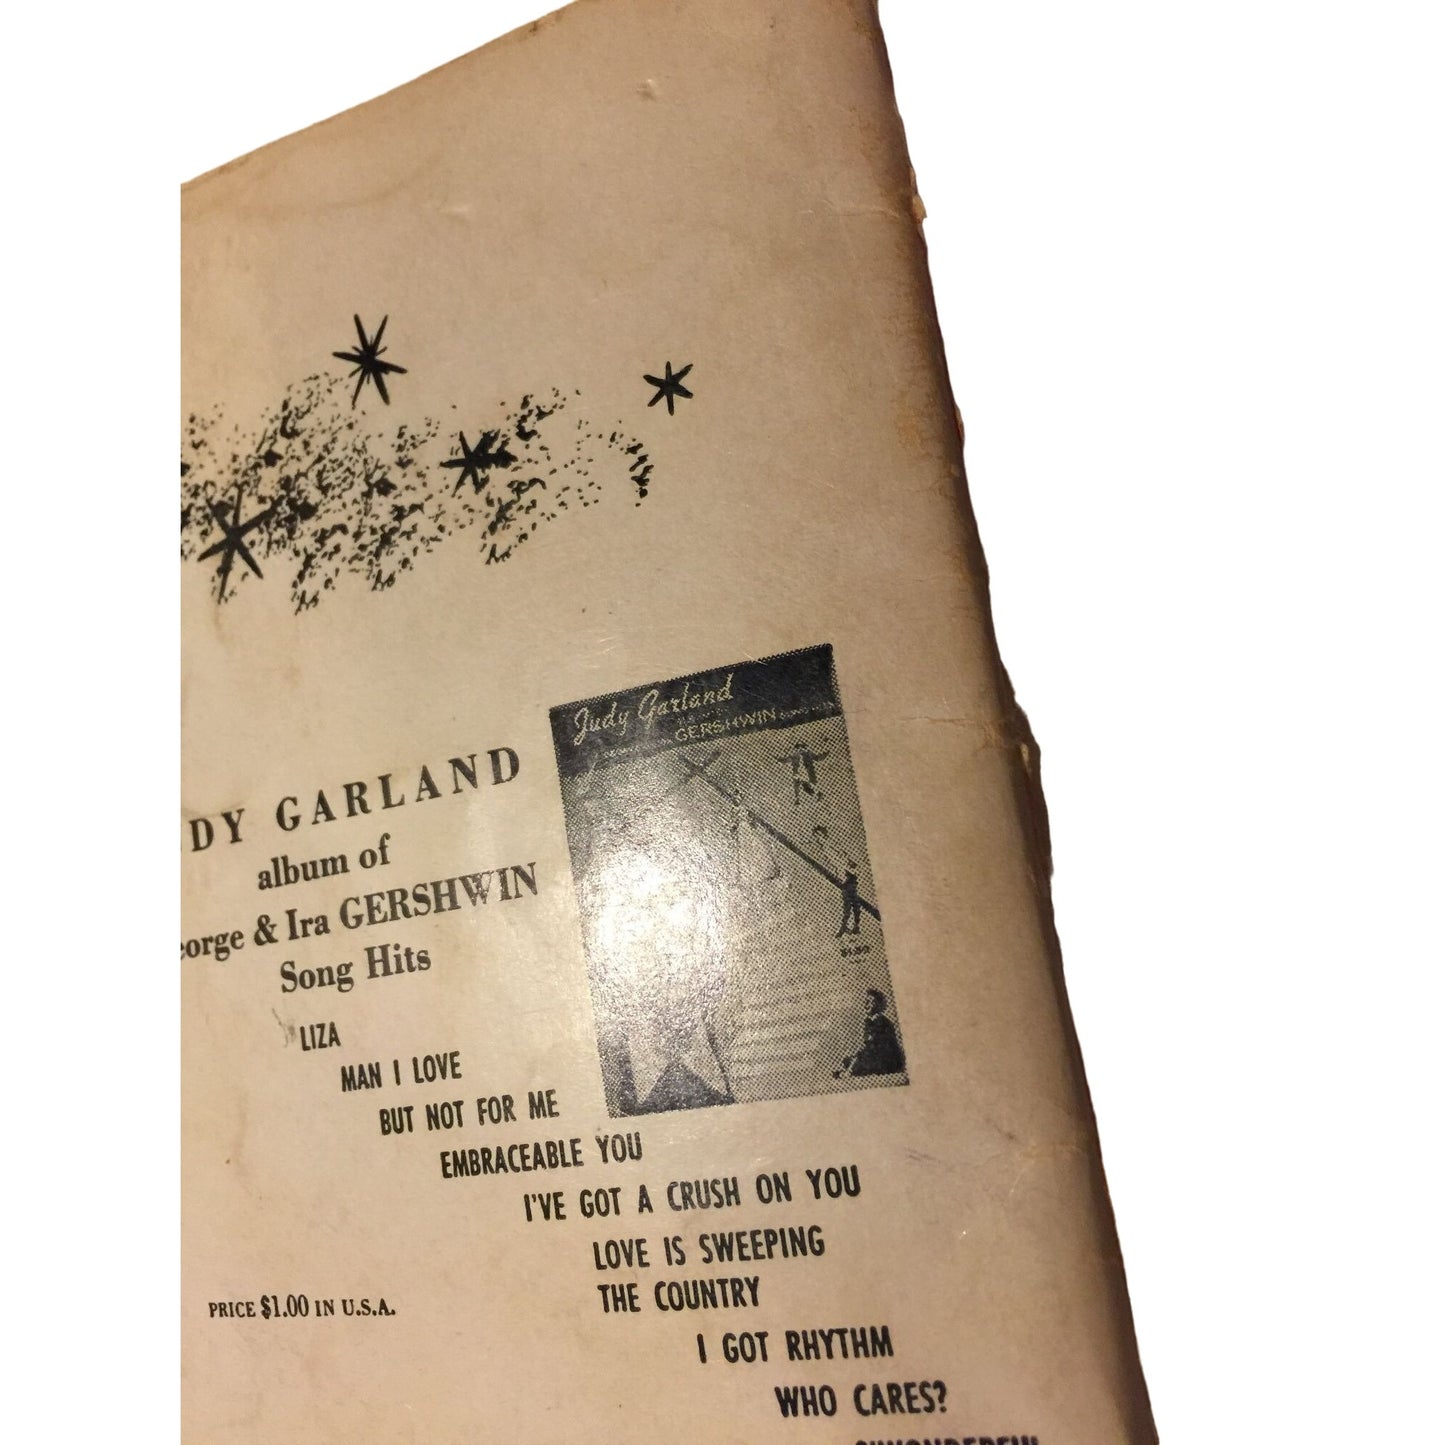 Judy Garland
GERSHWIN
DY GARLAND
album of
eorge & Ira GERSHWIN
Song Hits
LIZA
MAN I LOVE
BUT NOT FOR ME
EMBRACEABLE YOU
I'VE GOT A CRUSH ON YOU
LOVE IS SWEEPING
THE COUNTRY
PRICE $1.00 IN U.S.A.
I GOT RHYTHM
WHO CARES?
S'WONDERFUL